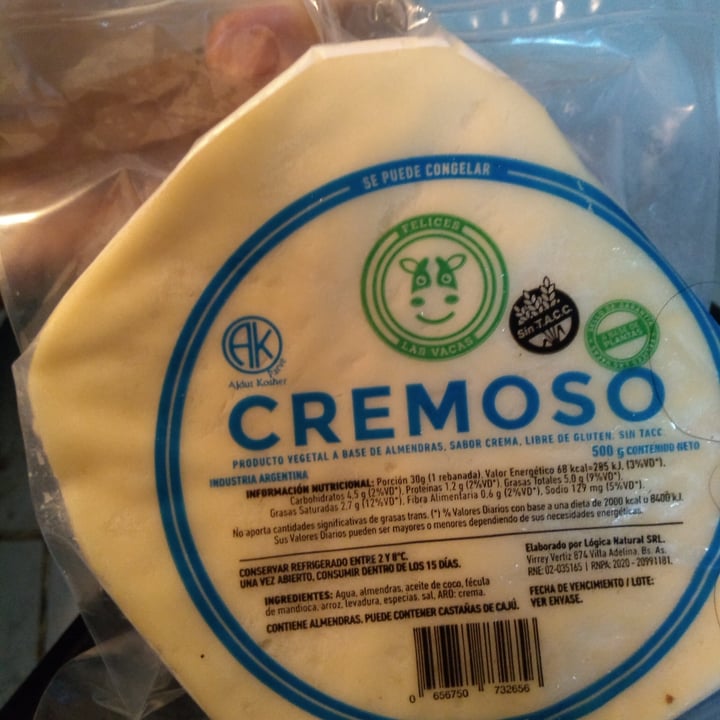 SE PUEDE CONGELAR
FELICES
LAS VACAS
Sin T.A.C.C.
AK
Parve
Ajdut Kosher
CREMOSO
PRODUCTO VEGETAL A BASE DE ALMENDRAS, SABOR CREMA, LIBRE DE GLUTEN. SIN TACC
500 g CONTENIDO NETO
INDUSTRIA ARGENTINA
INFORMACIÓN NUTRICIONAL: Porción 30g (1 rebanada). Valor Energético 68 kcal=285 kJ. (3%VD*).
Carbohidratos 4,5 g (2%VD*). Proteínas 1,2 g (2%VD*). Grasas Totales 5,0 g (9%VD*).
Grasas Saturadas 2,7 g (12%VD*). Fibra Alimentaria 0,6 g (2%VD*). Sodio 129 mg (5%VD*).
No aporta cantidades significativas de grasas trans. (*) % Valores Diarios con base a una dieta de 2000 kcal u 8400 kJ.
Sus Valores Diarios pueden ser mayores o menores dependiendo de sus necesidades energéticas.
CONSERVAR REFRIGERADO ENTRE 2 Y 8°C.
UNA VEZ ABIERTO, CONSUMIR DENTRO DE LOS 15 DÍAS.
INGREDIENTES: Agua, almendras, aceite de coco, fécula
de mandioca, arroz, levadura, especias, sal, ARO: crema.
CONTIENE ALMENDRAS. PUEDE CONTENER CASTAÑAS DE CAJÚ.
Elaborado por Lógica Natural SRL.
Virrey Vertiz 874 Villa Adelina, Bs. As.
RNE: 02-035165 | RNPA: 2020 - 20991181.
FECHA DE VENCIMIENTO / LOTE:
VER ENVASE.
0 656750 732656